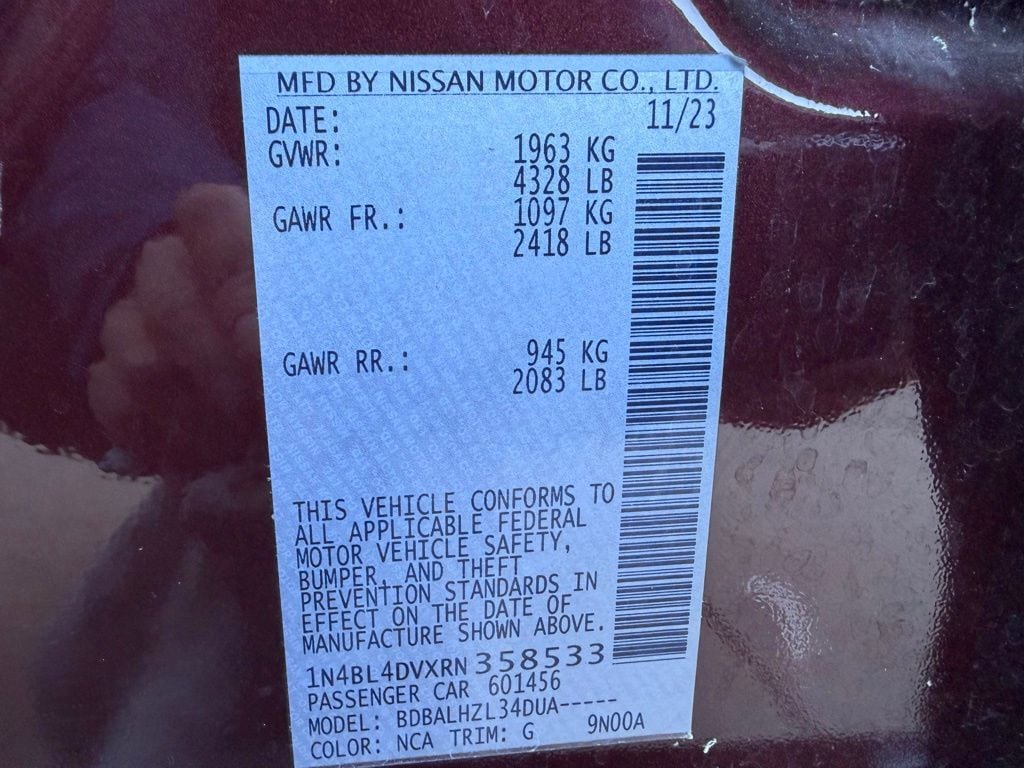 MFD BY NISSAN MOTOR CO., LTD.
DATE: 11/23
GVWR: 1963 KG
4328 LB
GAWR FR.: 1097 KG
2418 LB
GAWR RR.: 945 KG
2083 LB
THIS VEHICLE CONFORMS TO
ALL APPLICABLE FEDERAL
MOTOR VEHICLE SAFETY,
BUMPER, AND THEFT
PREVENTION STANDARDS IN
EFFECT ON THE DATE OF
MANUFACTURE SHOWN ABOVE.
1N4BL4DVXRN358533
PASSENGER CAR 601456
MODEL: BDBALHZL34DUA-----
COLOR: NCA TRIM: G 9N00A